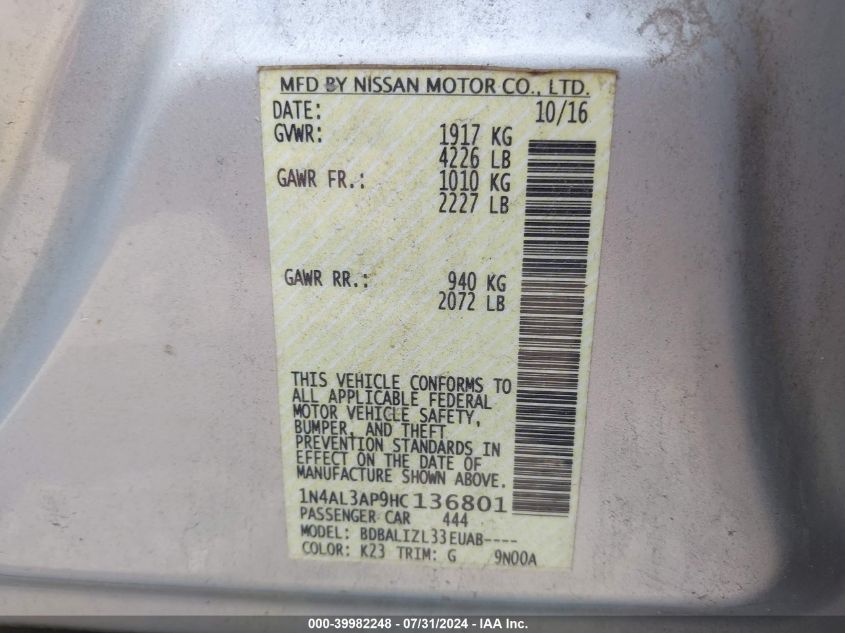 MFD BY NISSAN MOTOR CO., LTD.
DATE: 10/16
GVWR: 1917 KG
4226 LB
GAWR FR.: 1010 KG
2227 LB
GAWR RR.: 940 KG
2072 LB
THIS VEHICLE CONFORMS TO
ALL APPLICABLE FEDERAL
MOTOR VEHICLE SAFETY,
BUMPER, AND THEFT
PREVENTION STANDARDS IN
EFFECT ON THE DATE OF
MANUFACTURE SHOWN ABOVE.
1N4AL3AP9HC136801
PASSENGER CAR 444
MODEL: BDBALIZL33EUAB----
COLOR: K23 TRIM: G 9N00A
000-39982248 - 07/31/2024 - IAA Inc.